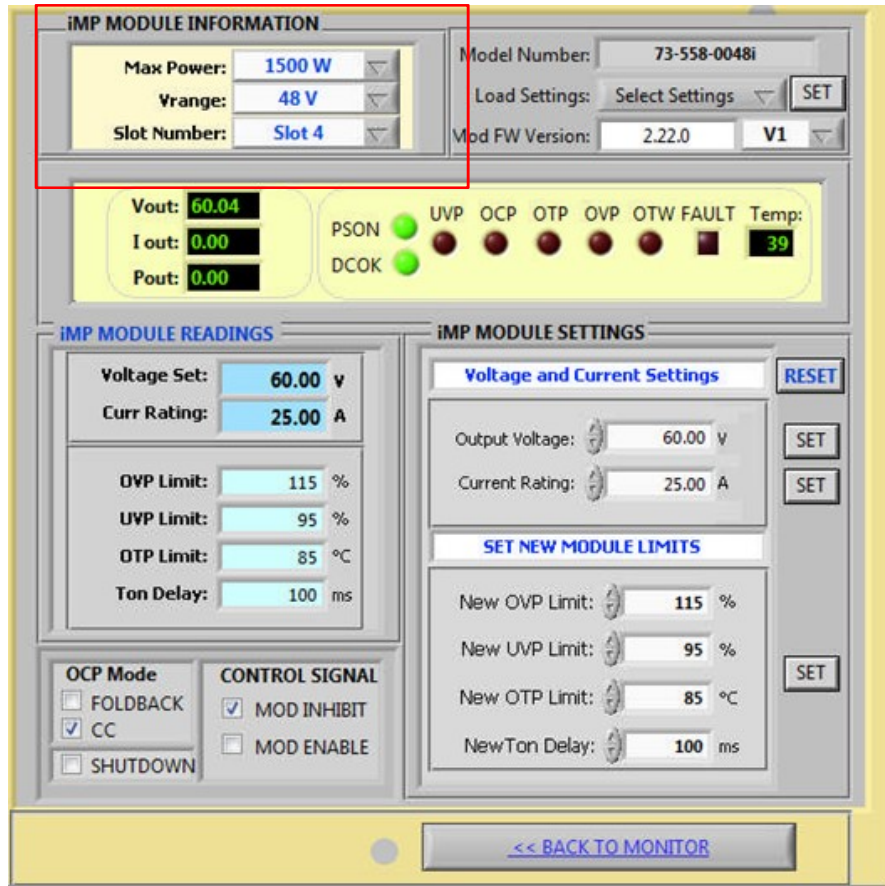 iMP MODULE INFORMATION
Max Power: 1500 W
Vrange: 48 V
Slot Number: Slot 4
Model Number: 73-558-0048i
Load Settings: Select Settings SET
Mod FW Version: 2.22.0 V1
Vout: 60.04
I out: 0.00
Pout: 0.00
PSON
DCOK
UVP OCP OTP OVP OTW FAULT Temp:
39
iMP MODULE READINGS
Voltage Set: 60.00 v
Curr Rating: 25.00 A
OVP Limit: 115 %
UVP Limit: 95 %
OTP Limit: 85 °C
Ton Delay: 100 ms
OCP Mode
FOLDBACK
CC
SHUTDOWN
CONTROL SIGNAL
MOD INHIBIT
MOD ENABLE
iMP MODULE SETTINGS
Voltage and Current Settings RESET
Output Voltage: 60.00 V SET
Current Rating: 25.00 A SET
SET NEW MODULE LIMITS
New OVP Limit: 115 %
New UVP Limit: 95 %
New OTP Limit: 85 °C
NewTon Delay: 100 ms
SET
<< BACK TO MONITOR